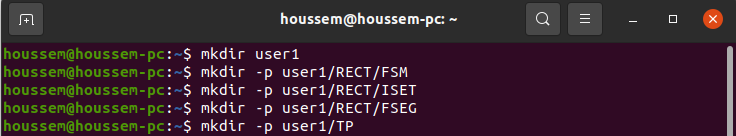 houssem@houssem-pc: ~
houssem@houssem-pc:~$ mkdir user1
houssem@houssem-pc:~$ mkdir -p user1/RECT/FSM
houssem@houssem-pc:~$ mkdir -p user1/RECT/ISET
houssem@houssem-pc:~$ mkdir -p user1/RECT/FSEG
houssem@houssem-pc:~$ mkdir -p user1/TP